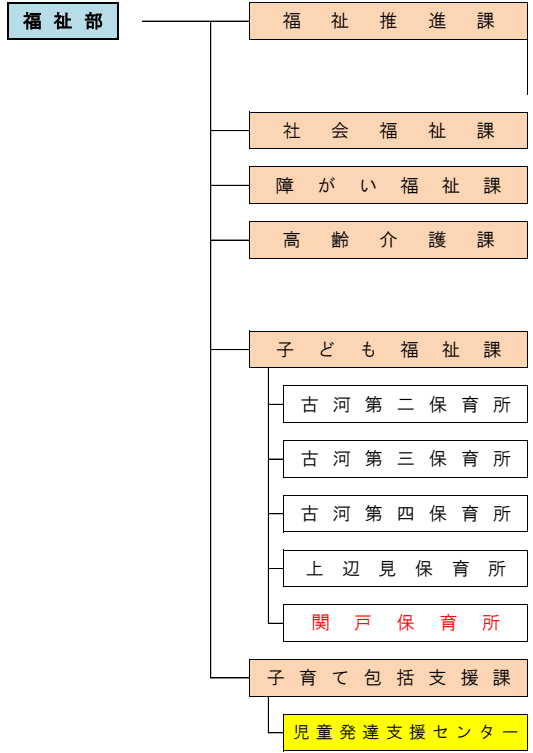 福祉部
福祉推進課
社会福祉課
障がい福祉課
高齢介護課
子ども福祉課
古河第二保育所
古河第三保育所
古河第四保育所
上辺見保育所
関戸保育所
子育て包括支援課
児童発達支援センター